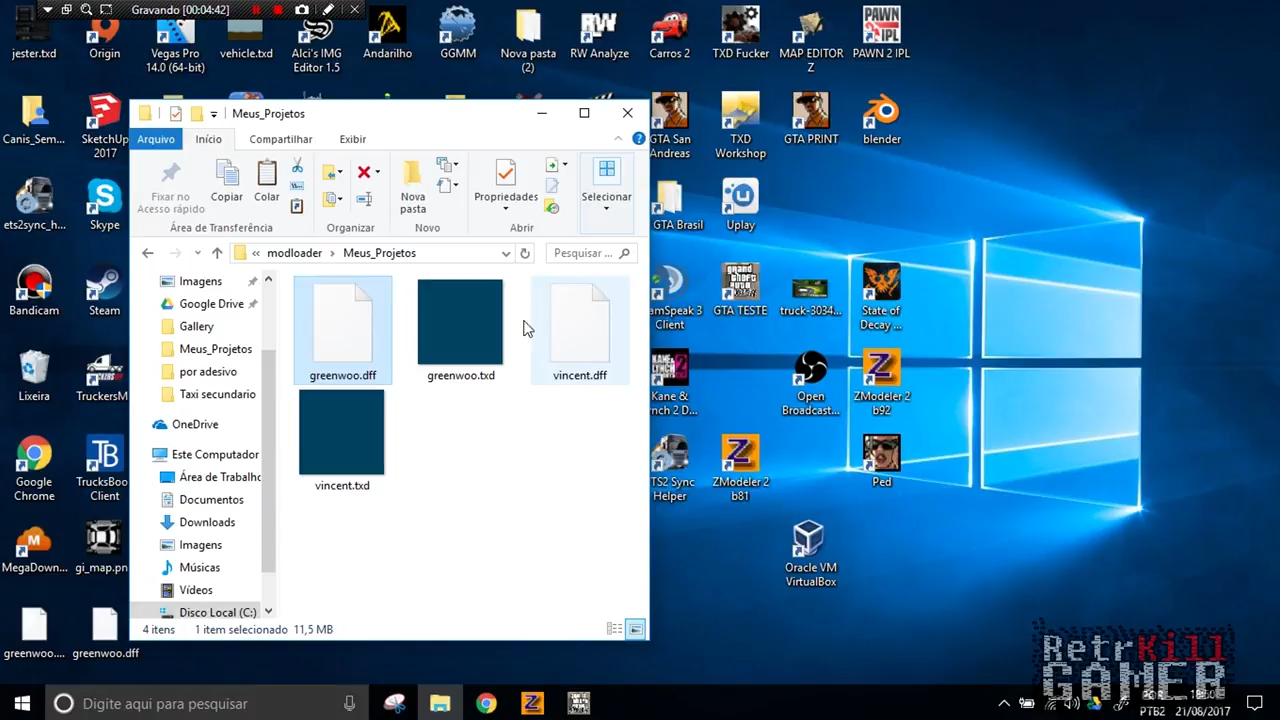 Gravando [00:04:42]
jester.txd
Origin
Vegas Pro
14.0 (64-bit)
vehicle.txd
Alci's IMG
Editor 1.5
Andarilho
GGMM
Nova pasta
(2)
RW Analyze
Carros 2
TXD Fucker
MAP EDITOR
Z
PAWN 2 IPL
Canis_Sem...
SketchUp
2017
GTA San
Andreas
TXD
Workshop
GTA PRINT
blender
ets2sync_h...
Skype
GTA Brasil
Uplay
Bandicam
Steam
amSpeak 3
Client
GTA TESTE
truck-3034...
State of
Decay ...
Lixeira
TruckersM
Kane &
nch 2 D...
Open
Broadcast...
ZModeler 2
b92
Google
Chrome
TrucksBoo
Client
TS2 Sync
Helper
ZModeler 2
b81
Ped
MegaDown...
gi_map.pn
Oracle VM
VirtualBox
greenwoo....
greenwoo.dff
Meus_Projetos
Arquivo
Início
Compartilhar
Exibir
Fixar no
Acesso rápido
Copiar
Colar
Nova
pasta
Propriedades
Selecionar
Área de Transferência
Organizar
Novo
Abrir
« modloader › Meus_Projetos
Pesquisar ...
Imagens
Google Drive
Gallery
Meus_Projetos
por adesivo
Taxi secundario
OneDrive
Este Computador
Área de Trabalho
Documentos
Downloads
Imagens
Músicas
Vídeos
Disco Local (C:)
greenwoo.dff
greenwoo.txd
vincent.dff
vincent.txd
4 itens
1 item selecionado 11,5 MB
Digite aqui para pesquisar
RetrKill
GAMER
PTB2
21/08/2017